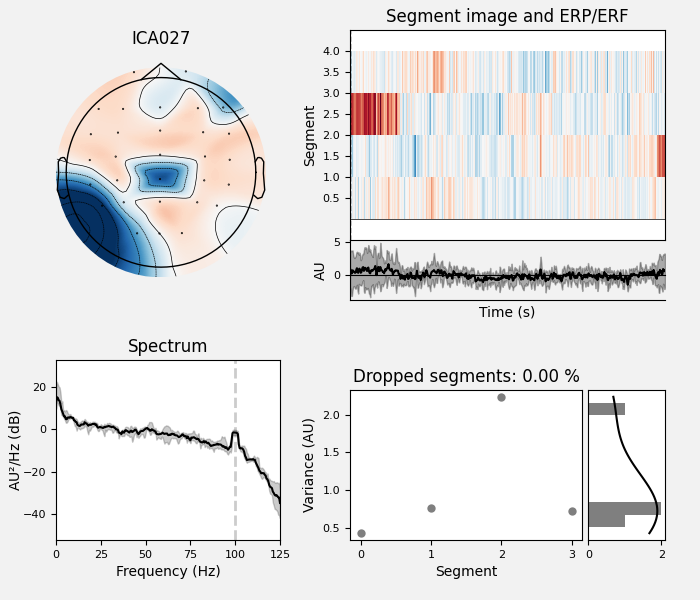 ICA027
Segment image and ERP/ERF
Segment
4.0
3.5
3.0
2.5
2.0
1.5
1.0
0.5
AU
5
0
Time (s)
Spectrum
AU²/Hz (dB)
20
0
−20
−40
0
25
50
75
100
125
Frequency (Hz)
Dropped segments: 0.00 %
Variance (AU)
2.0
1.5
1.0
0.5
0
1
2
3
Segment
0
2